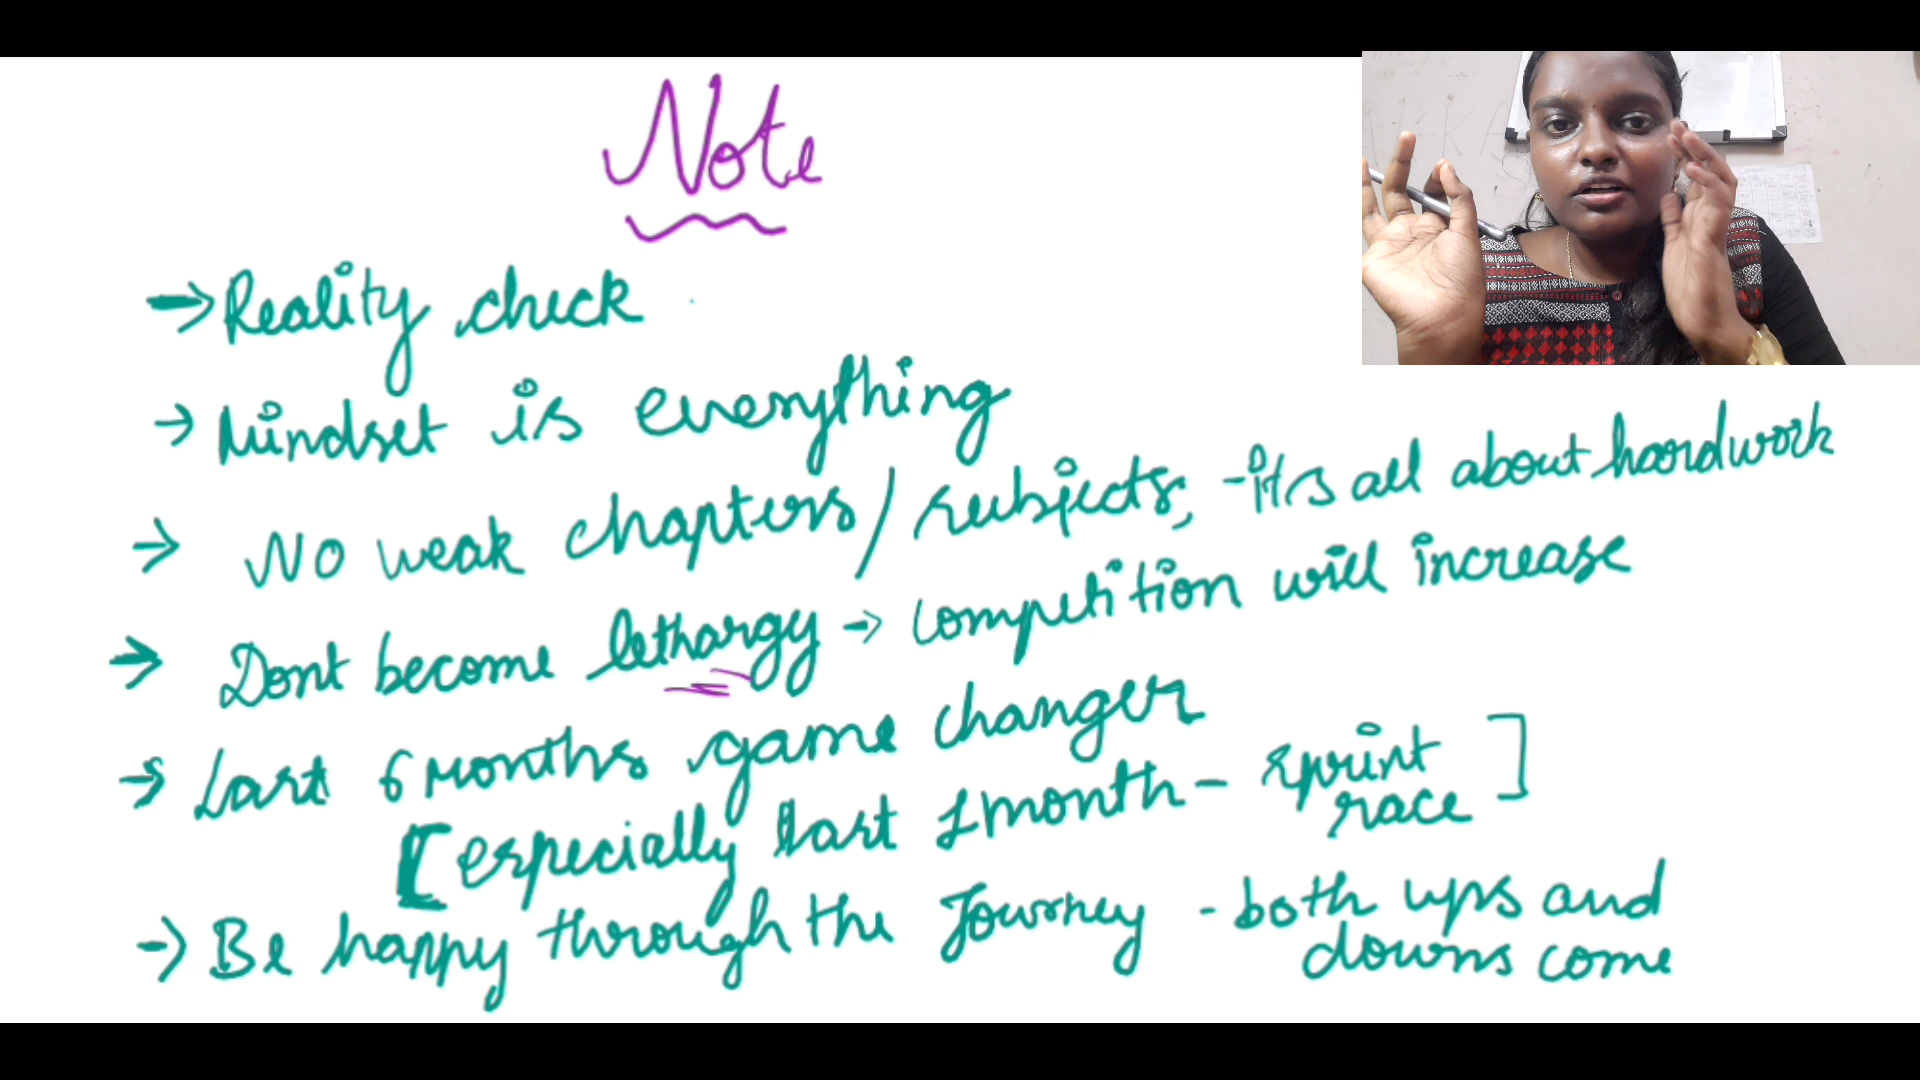 Note
→ Reality check
→ Mindset is everything
→ No weak chapters/subjects, - its all about hardwork
→ Dont become lethargy → competition will increase
→ Last 6 months game changer
[especially last 1 month - sprint race]
→ Be happy through the Journey - both ups and downs come